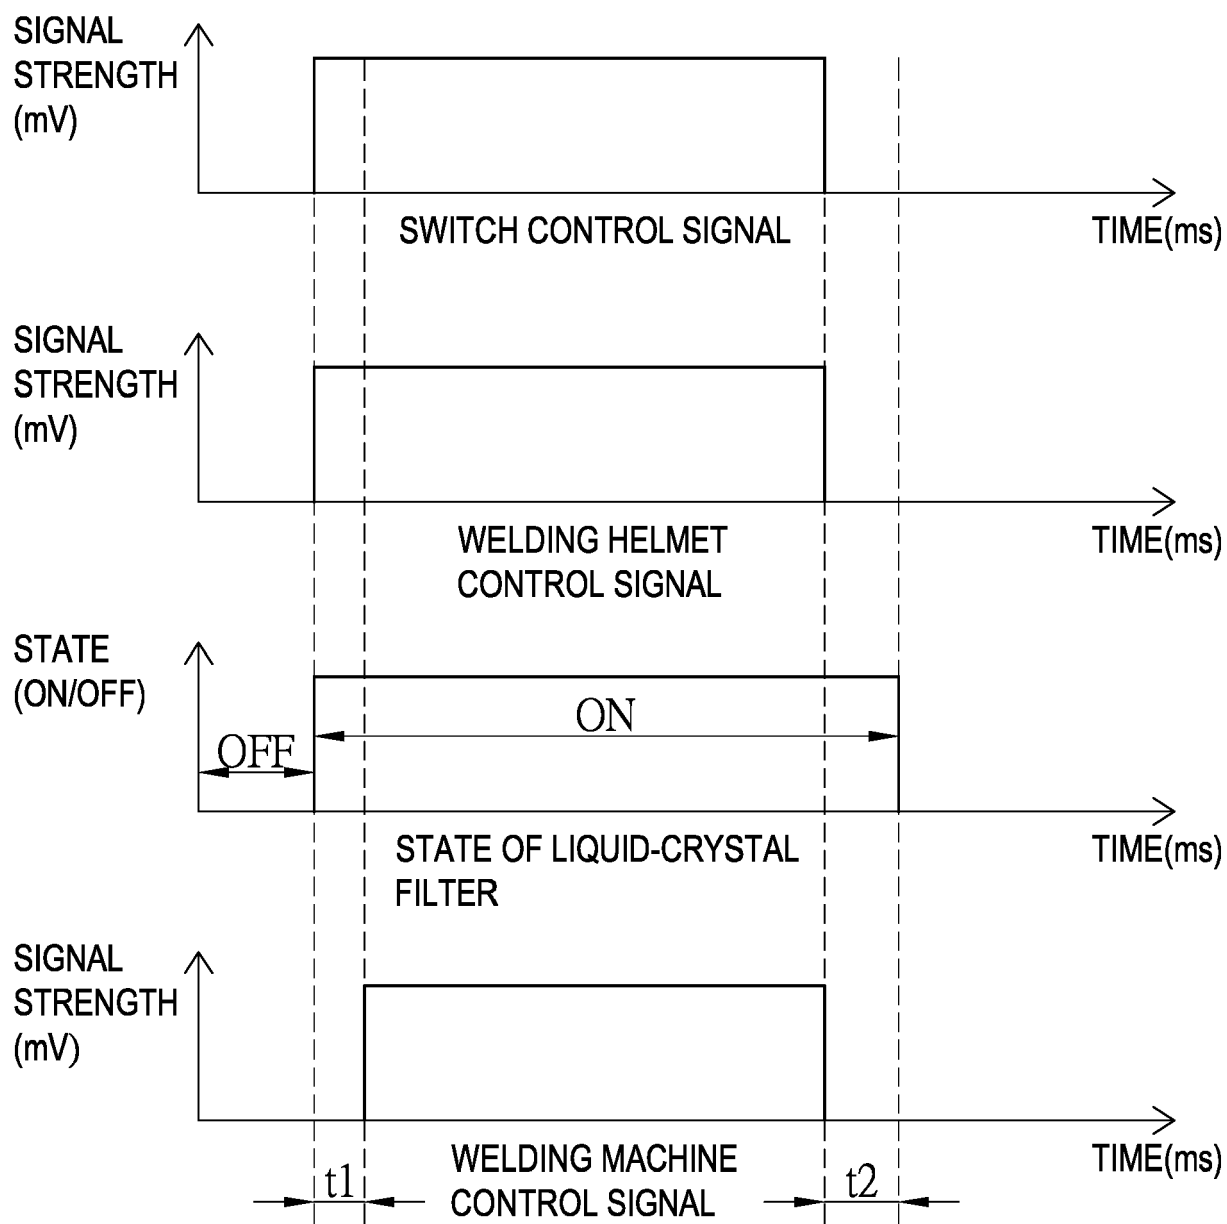 SIGNAL
STRENGTH
(mV)
SWITCH CONTROL SIGNAL
TIME(ms)
SIGNAL
STRENGTH
(mV)
WELDING HELMET
CONTROL SIGNAL
TIME(ms)
STATE
(ON/OFF)
ON
OFF
STATE OF LIQUID-CRYSTAL
FILTER
TIME(ms)
SIGNAL
STRENGTH
(mV)
WELDING MACHINE
CONTROL SIGNAL
TIME(ms)
t1
t2